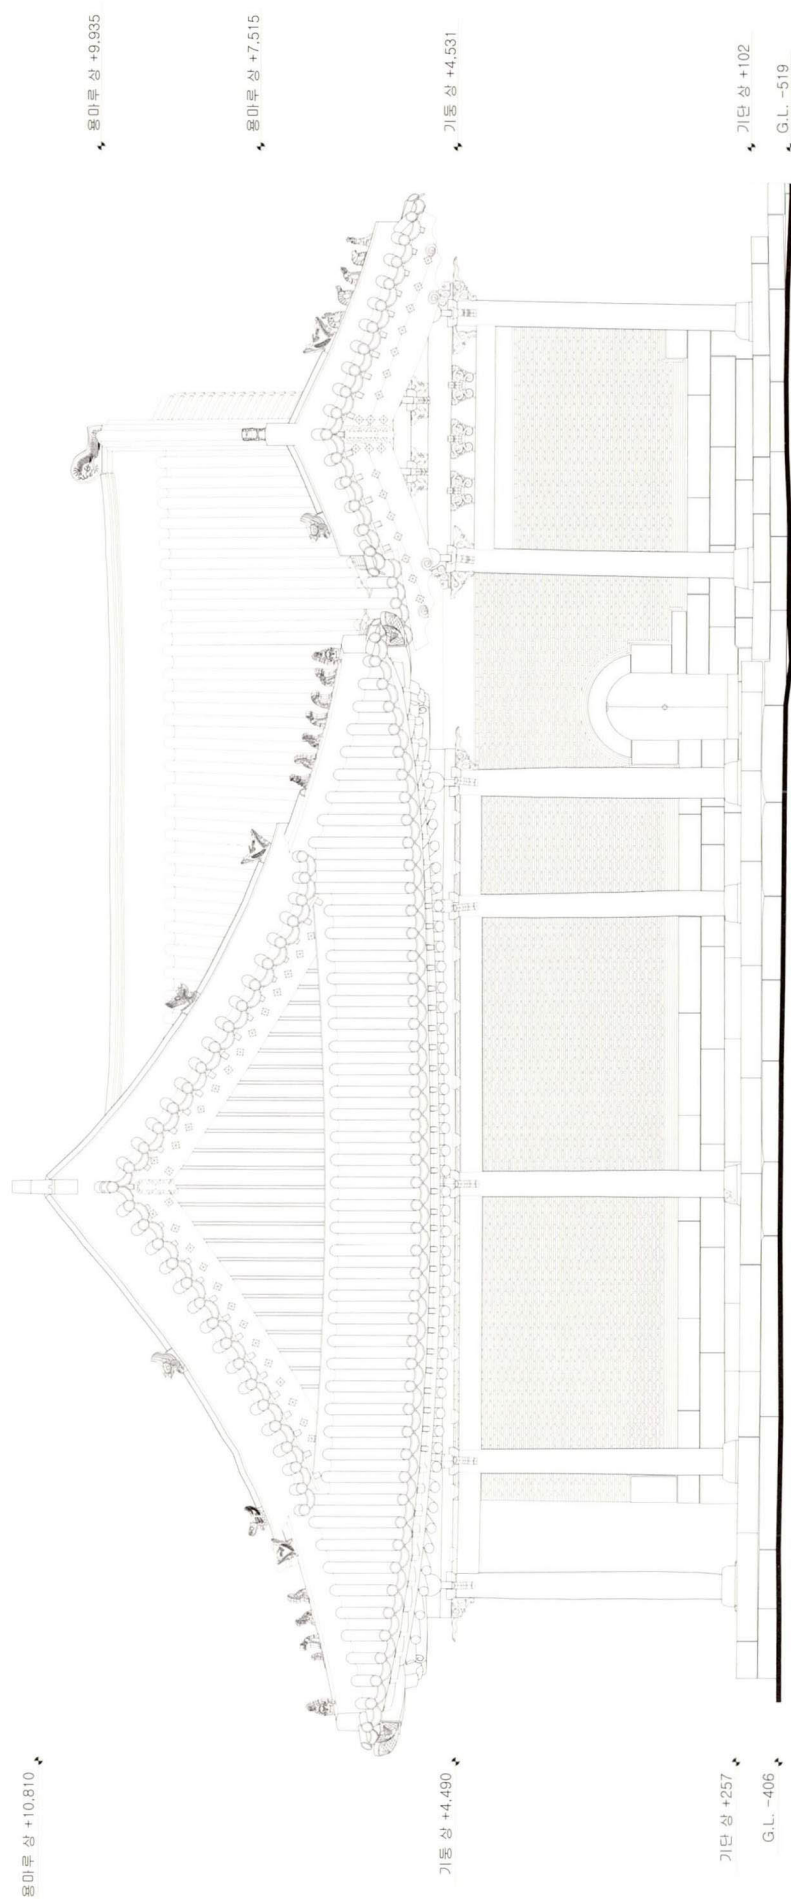 용마루 상 +9,935
용마루 상 +7,515
기둥 상 +4,531
기단 상 +102
G.L. -519
용마루 상 +10,810
기둥 상 +4,490
기단 상 +257
G.L. -406